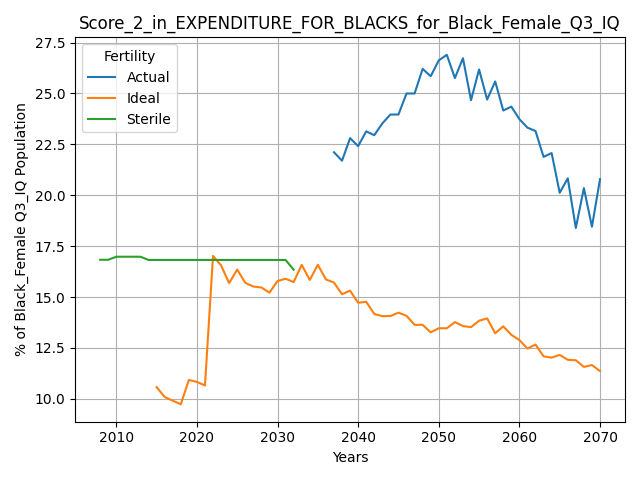 Score_2_in_EXPENDITURE_FOR_BLACKS_for_Black_Female_Q3_IQ
Fertility
Actual
Ideal
Sterile
% of Black_Female Q3_IQ Population
27.5
25.0
22.5
20.0
17.5
15.0
12.5
10.0
2010 2020 2030 2040 2050 2060 2070
Years